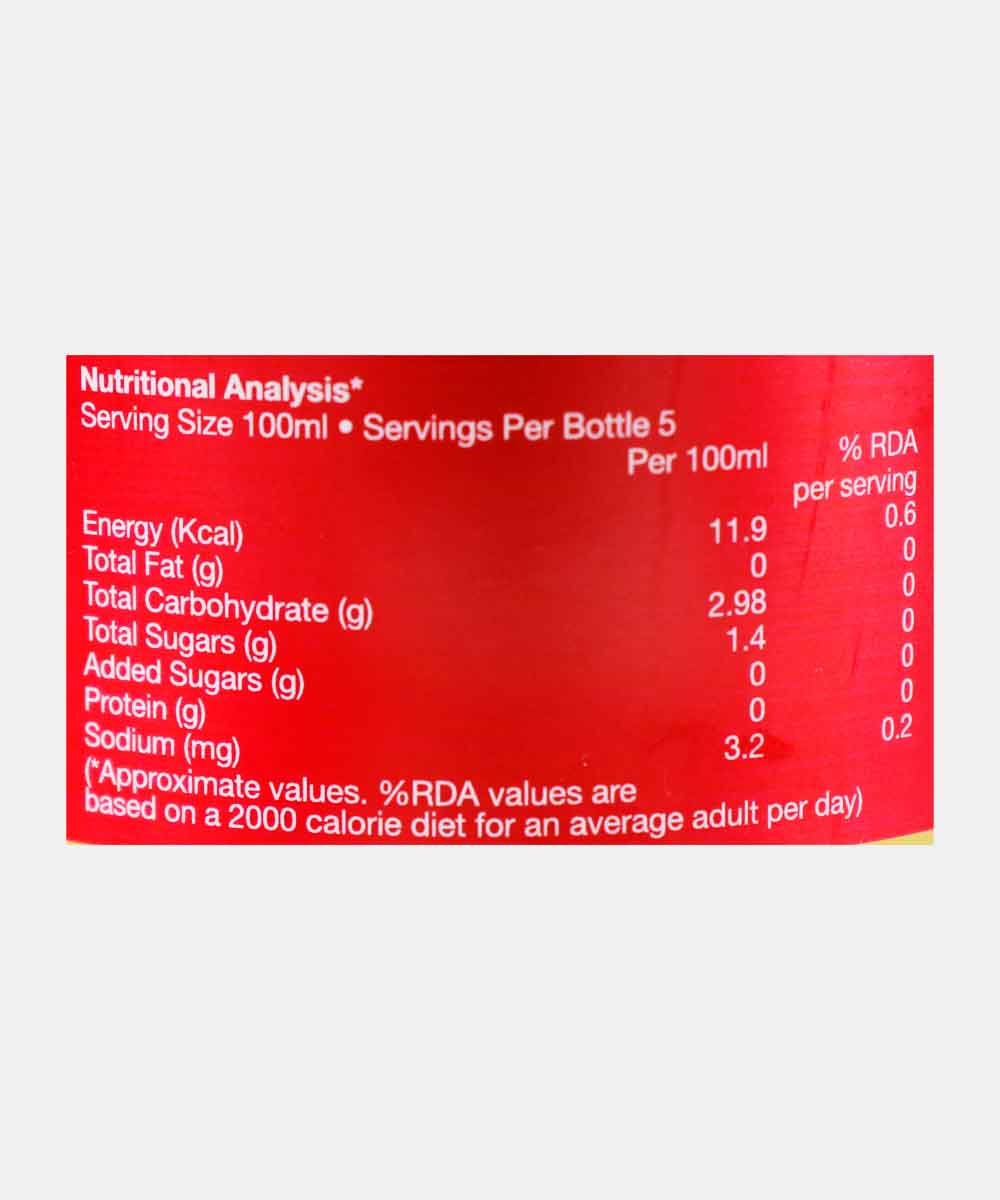 Nutritional Analysis*
Serving Size 100ml • Servings Per Bottle 5
Per 100ml % RDA
per serving
Energy (Kcal) 11.9 0.6
Total Fat (g) 0 0
Total Carbohydrate (g) 2.98 0
Total Sugars (g) 1.4 0
Added Sugars (g) 0 0
Protein (g) 0 0
Sodium (mg) 3.2 0.2
(*Approximate values. %RDA values are
based on a 2000 calorie diet for an average adult per day)